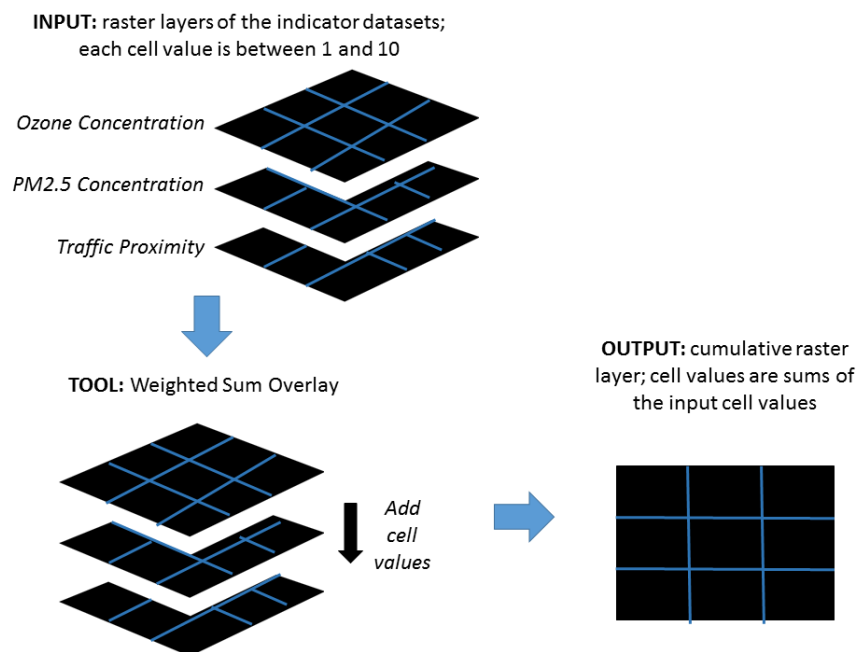 INPUT: raster layers of the indicator datasets;
each cell value is between 1 and 10
Ozone Concentration
PM2.5 Concentration
Traffic Proximity
TOOL: Weighted Sum Overlay
Add
cell
values
OUTPUT: cumulative raster
layer; cell values are sums of
the input cell values